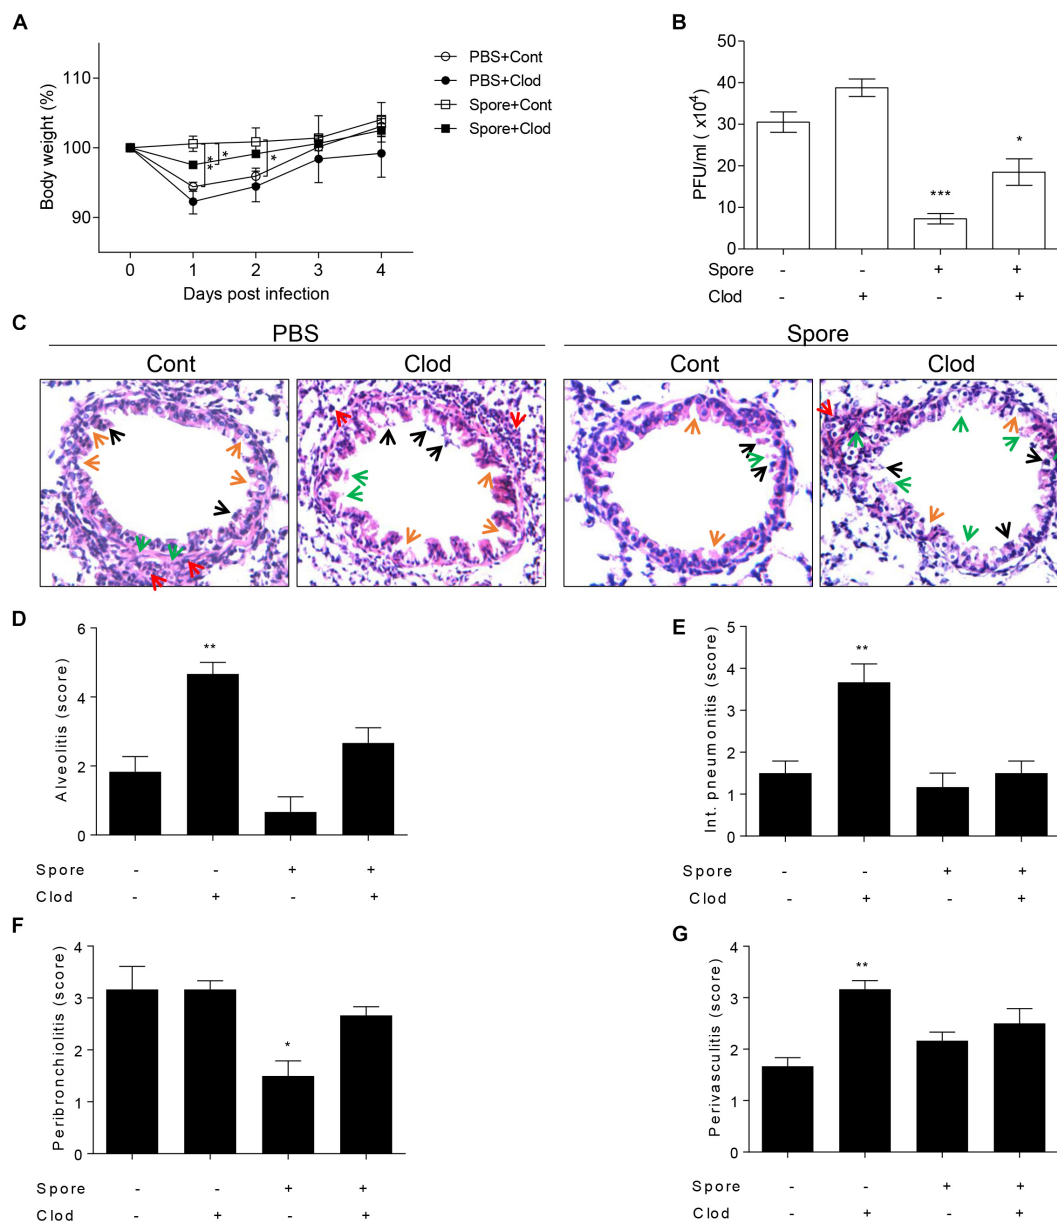 A
110
100
90
Body weight (%)
0 1 2 3 4
Days post infection
PBS+Cont
PBS+Clod
Spore+Cont
Spore+Clod
**
*
*
B
50
40
30
20
10
0
PFU/ml ( x10⁴)
***
*
Spore - - + +
Clod - + - +
C
PBS
Spore
Cont Clod Cont Clod
D
6
4
2
0
Alveolitis (score)
**
Spore - - + +
Clod - + - +
E
5
4
3
2
1
0
Int. pneumonitis (score)
**
Spore - - + +
Clod - + - +
F
4
3
2
1
0
Peribronchiolitis (score)
*
Spore - - + +
Clod - + - +
G
4
3
2
1
0
Perivasculitis (score)
**
Spore - - + +
Clod - + - +